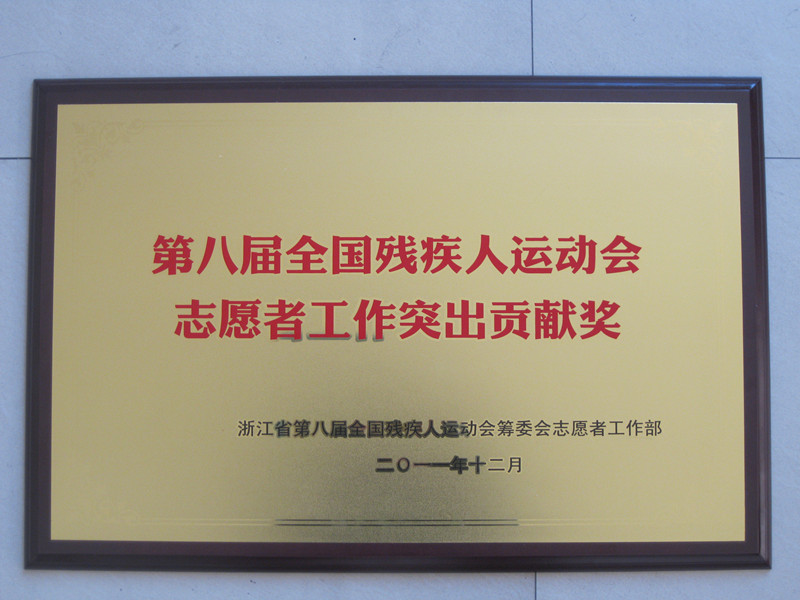 第八届全国残疾人运动会
志愿者工作突出贡献奖
浙江省第八届全国残疾人运动会筹委会志愿者工作部
二〇一一年十二月